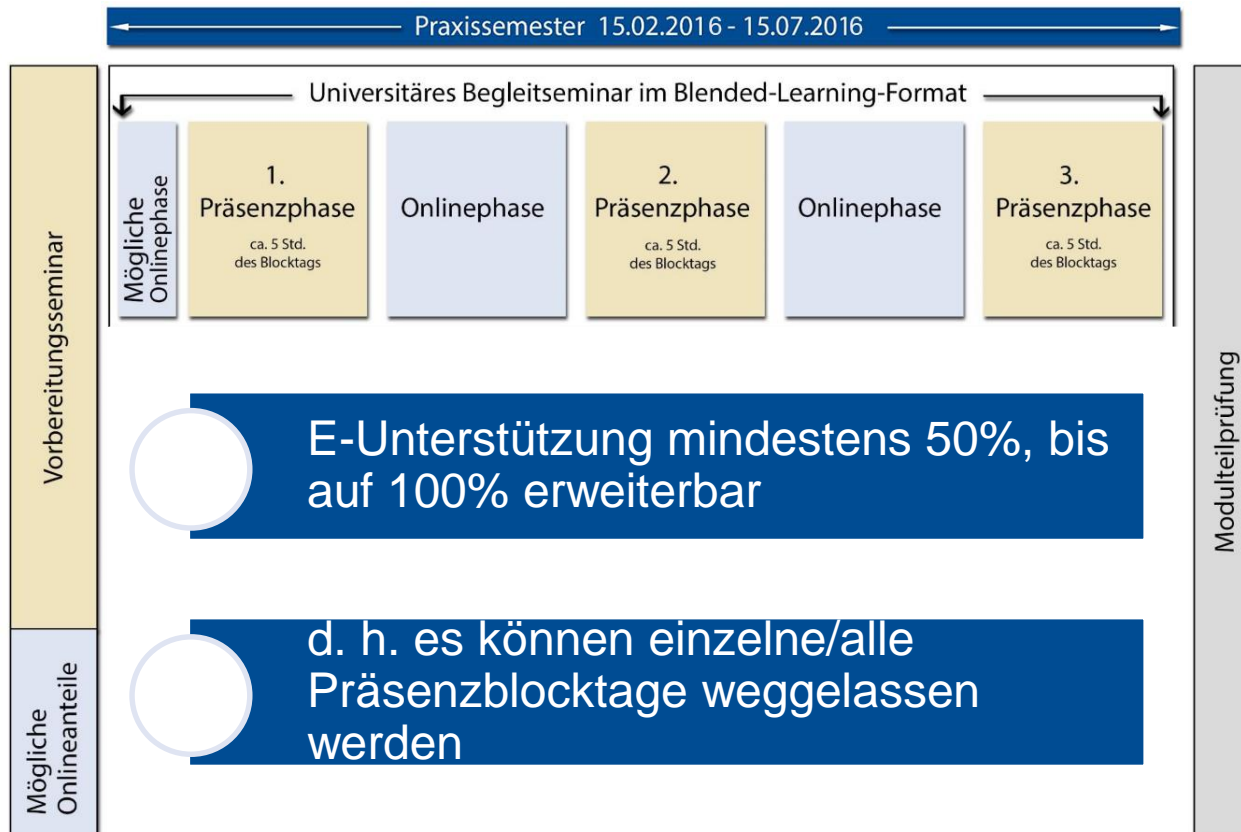 Praxissemester 15.02.2016 - 15.07.2016
Universitäres Begleitseminar im Blended-Learning-Format
Vorbereitungsseminar
Mögliche
Onlineanteile
Mögliche
Onlinephase
1.
Präsenzphase
ca. 5 Std.
des Blocktags
Onlinephase
2.
Präsenzphase
ca. 5 Std.
des Blocktags
Onlinephase
3.
Präsenzphase
ca. 5 Std.
des Blocktags
E-Unterstützung mindestens 50%, bis
auf 100% erweiterbar
d. h. es können einzelne/alle
Präsenzblocktage weggelassen
werden
Modulteilprüfung